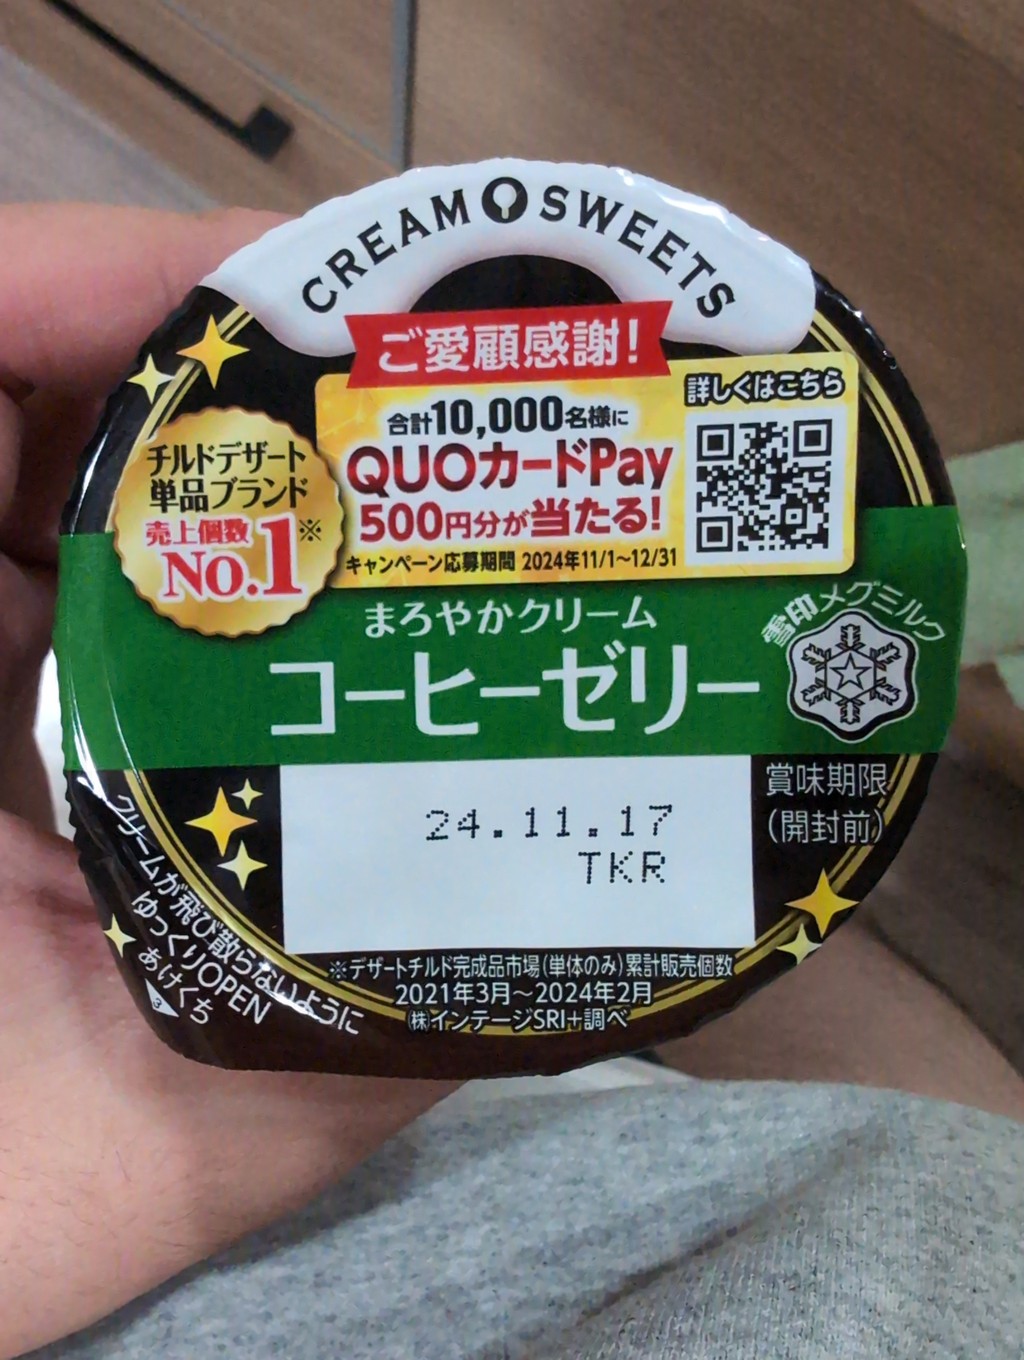 CREAM SWEETS
ご愛顧感謝!
詳しくはこちら
合計10,000名様に
QUOカードPay
500円分が当たる!
キャンペーン応募期間 2024年11/1〜12/31
チルドデザート
単品ブランド
売上個数
No.1※
まろやかクリーム
コーヒーゼリー
雪印メグミルク
賞味期限
(開封前)
24.11.17
TKR
クリームが飛び散らないように
ゆっくりOPEN
あけくち
3
※デザートチルド完成品市場(単体のみ)累計販売個数
2021年3月〜2024年2月
㈱インテージSRI+調べ